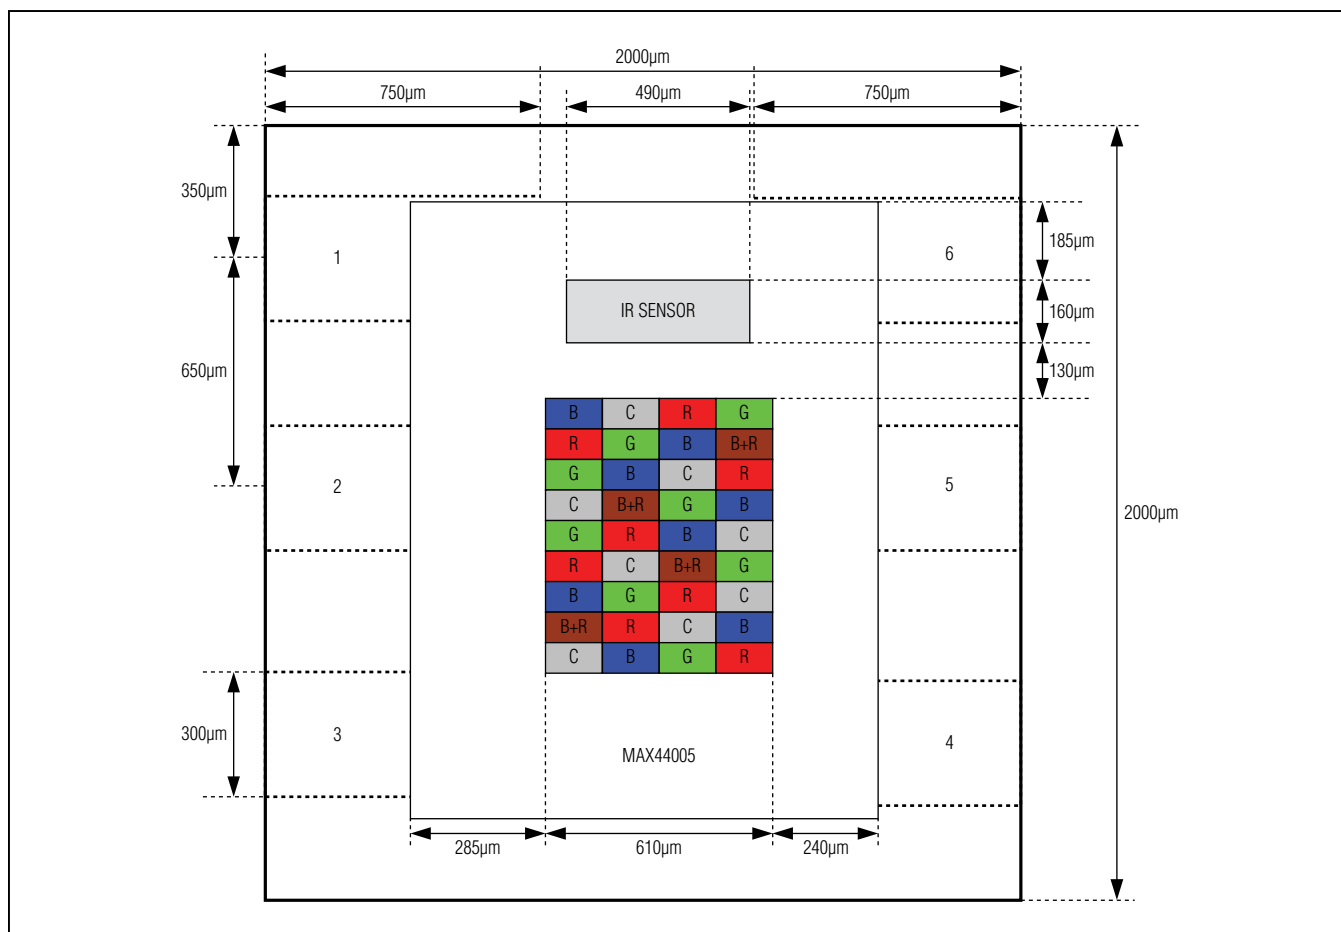 2000µm
750µm 490µm 750µm
350µm
1
6
185µm
IR SENSOR
160µm
650µm
130µm
B C R G
R G B B+R
G B C R
2
5
C B+R G B
2000µm
G R B C
R C B+R G
B G R C
B+R R C B
C B G R
300µm
3
4
MAX44005
285µm 610µm 240µm